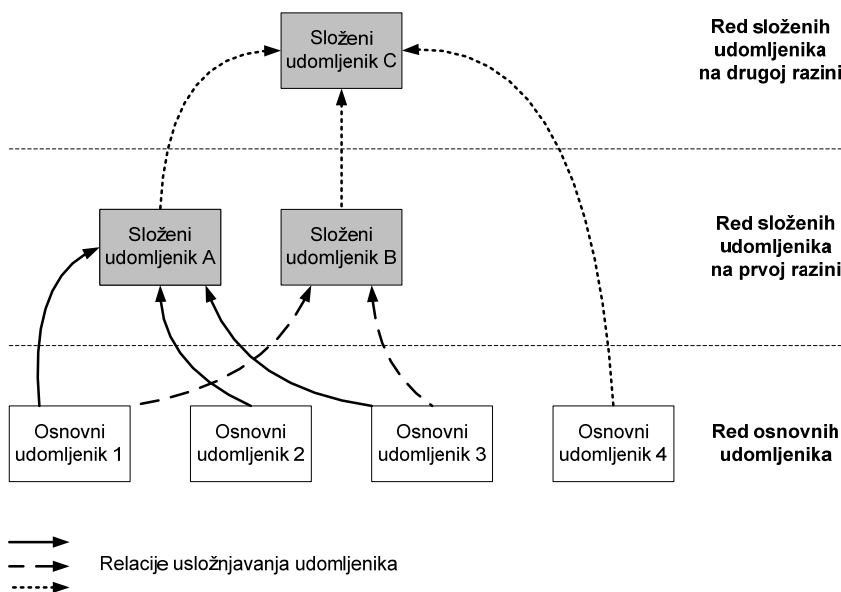 Složeni
udomljenik C
Red složenih
udomljenika
na drugoj razini
Složeni
udomljenik A
Složeni
udomljenik B
Red složenih
udomljenika
na prvoj razini
Osnovni
udomljenik 1
Osnovni
udomljenik 2
Osnovni
udomljenik 3
Osnovni
udomljenik 4
Red osnovnih
udomljenika
Relacije usložnjavanja udomljenika